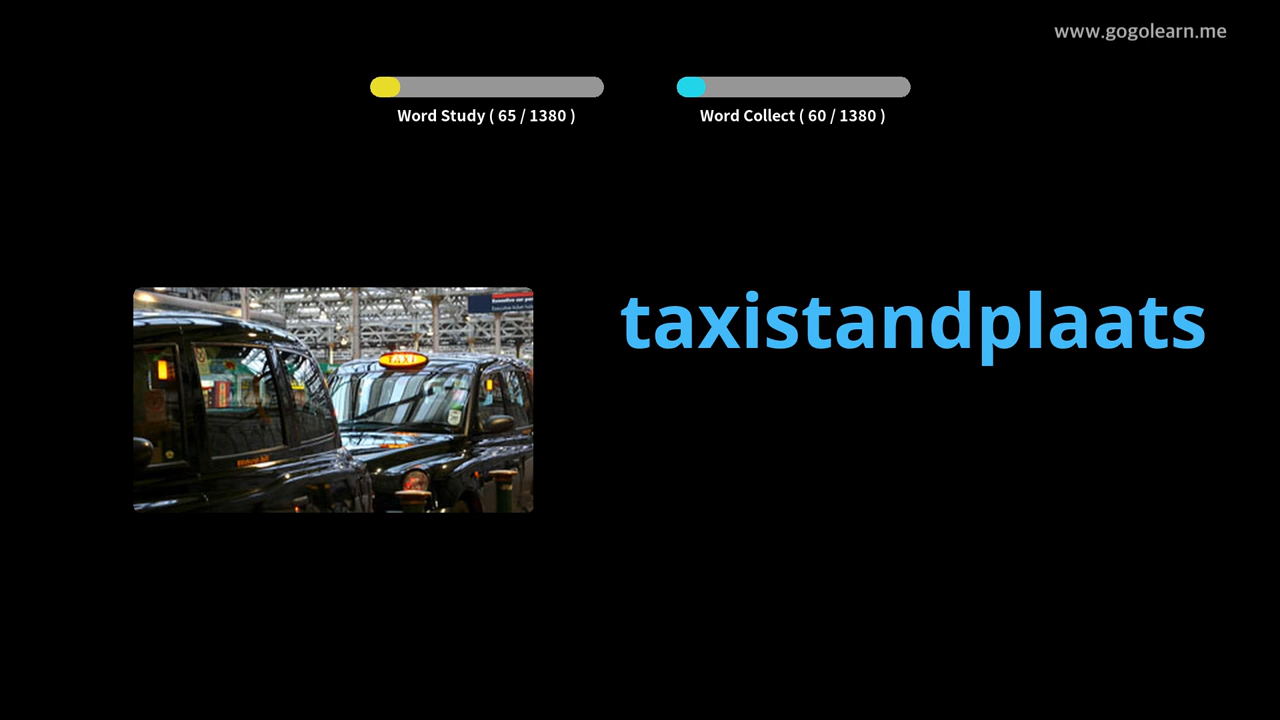 www.gogolearn.me
Word Study ( 65 / 1380 )
Word Collect ( 60 / 1380 )
taxistandplaats
TAXI